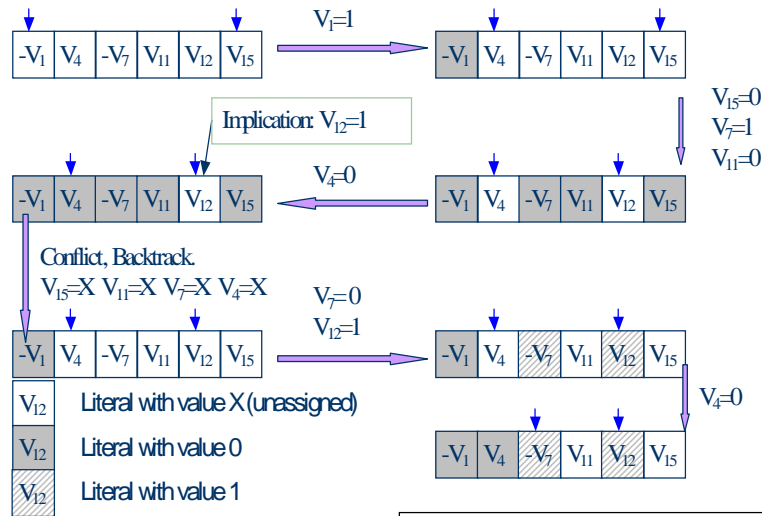 V₁=1
-V₁ V₄ -V₇ V₁₁ V₁₂ V₁₅
-V₁ V₄ -V₇ V₁₁ V₁₂ V₁₅
V₁₅=0
V₇=1
V₁₁=0
Implication: V₁₂=1
V₄=0
-V₁ V₄ -V₇ V₁₁ V₁₂ V₁₅
-V₁ V₄ -V₇ V₁₁ V₁₂ V₁₅
Conflict, Backtrack.
V₁₅=X V₁₁=X V₇=X V₄=X
V₇=0
V₁₂=1
-V₁ V₄ -V₇ V₁₁ V₁₂ V₁₅
-V₁ V₄ -V₇ V₁₁ V₁₂ V₁₅
V₄=0
-V₁ V₄ -V₇ V₁₁ V₁₂ V₁₅
V₁₂ Literal with value X (unassigned)
V₁₂ Literal with value 0
V₁₂ Literal with value 1